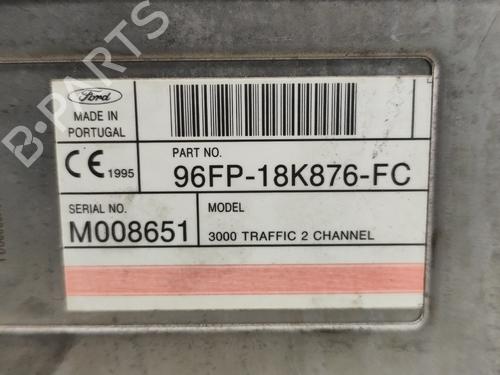 Ford
MADE IN
PORTUGAL
CE 1995
PART NO.
96FP-18K876-FC
SERIAL NO.
M008651
MODEL
3000 TRAFFIC 2 CHANNEL
B-PARTS